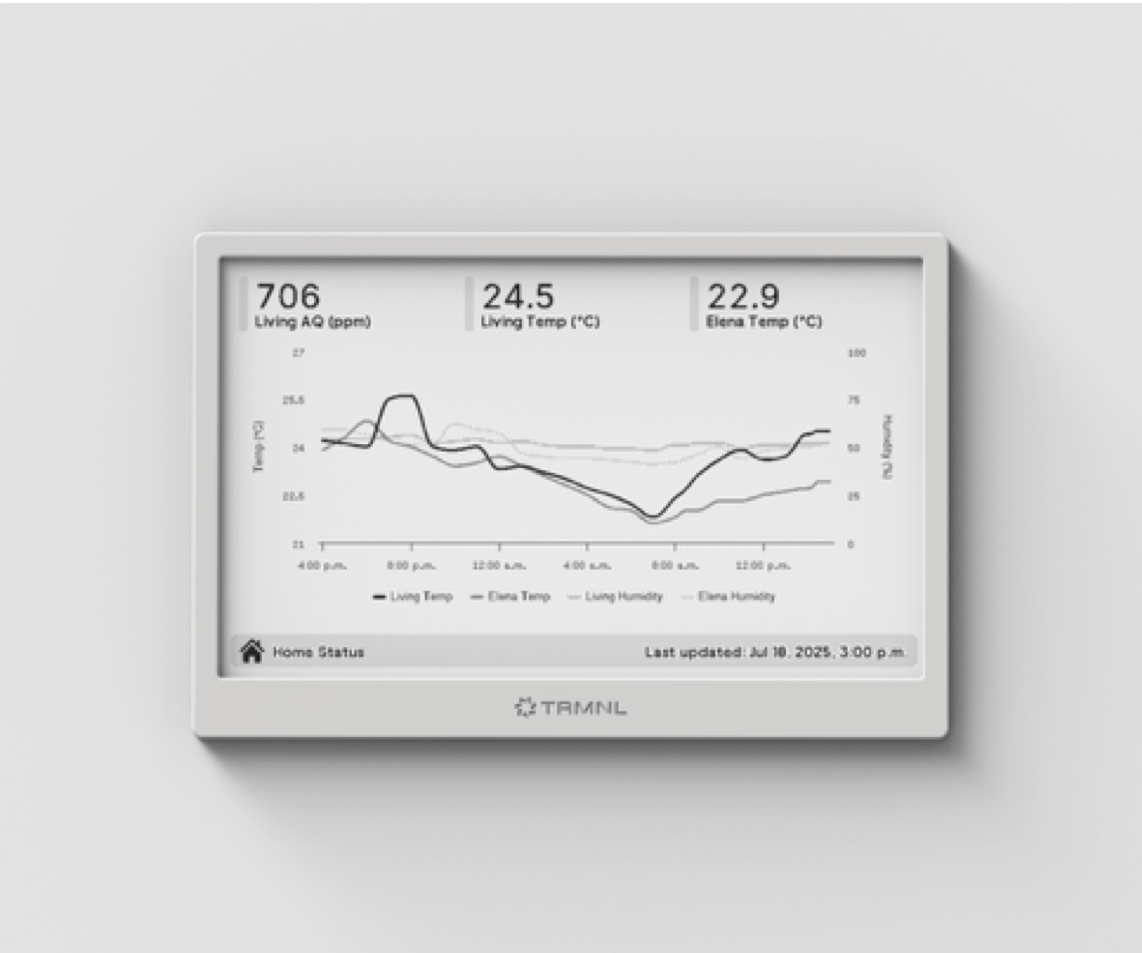 706
Living AQ (ppm)
24.5
Living Temp (°C)
22.9
Elena Temp (°C)
27
25.5
24
22.5
21
Temp (°C)
100
75
50
25
0
Humidity (%)
4:00 p.m. 8:00 p.m. 12:00 a.m. 4:00 a.m. 8:00 a.m. 12:00 p.m.
Living Temp Elena Temp Living Humidity Elena Humidity
Home Status Last updated: Jul 18, 2025, 3:00 p.m.
TRMNL